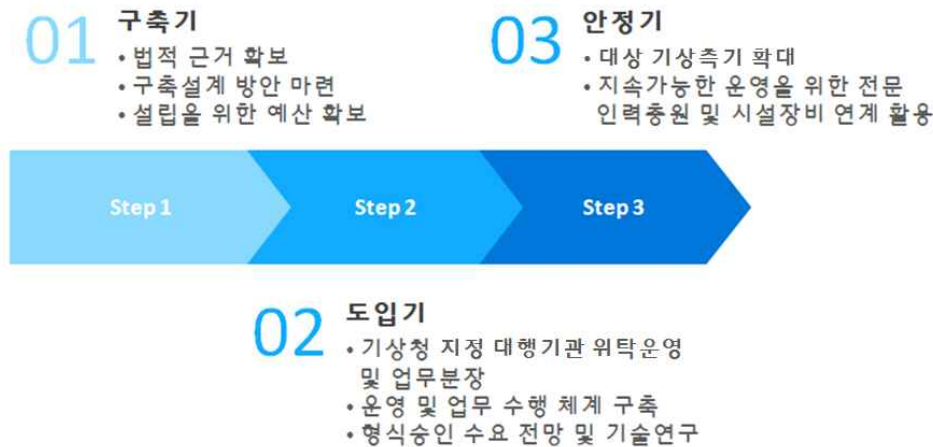 01 구축기
• 법적 근거 확보
• 구축설계 방안 마련
• 설립을 위한 예산 확보
03 안정기
• 대상 기상측기 확대
• 지속가능한 운영을 위한 전문
인력충원 및 시설장비 연계 활용
Step 1
Step 2
Step 3
02 도입기
• 기상청 지정 대행기관 위탁운영
및 업무분장
• 운영 및 업무 수행 체계 구축
• 형식승인 수요 전망 및 기술연구